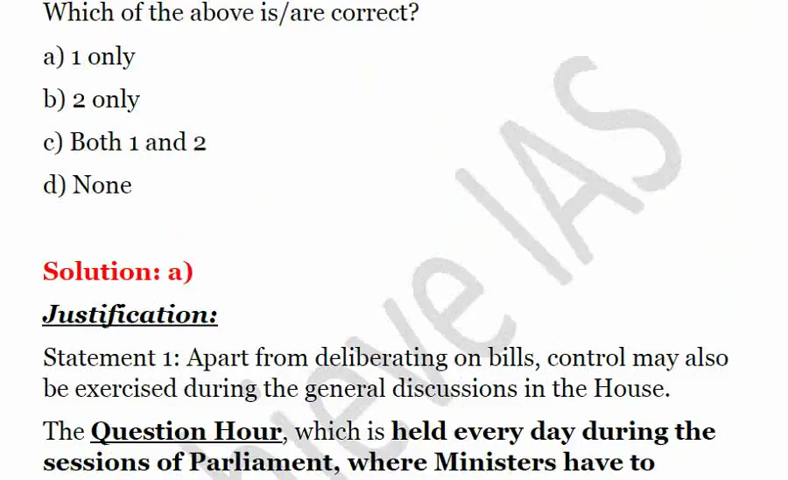 Which of the above is/are correct?
a) 1 only
b) 2 only
c) Both 1 and 2
d) None
Solution: a)
Justification:
Statement 1: Apart from deliberating on bills, control may also
be exercised during the general discussions in the House.
The Question Hour, which is held every day during the
sessions of Parliament, where Ministers have to
hieve IAS